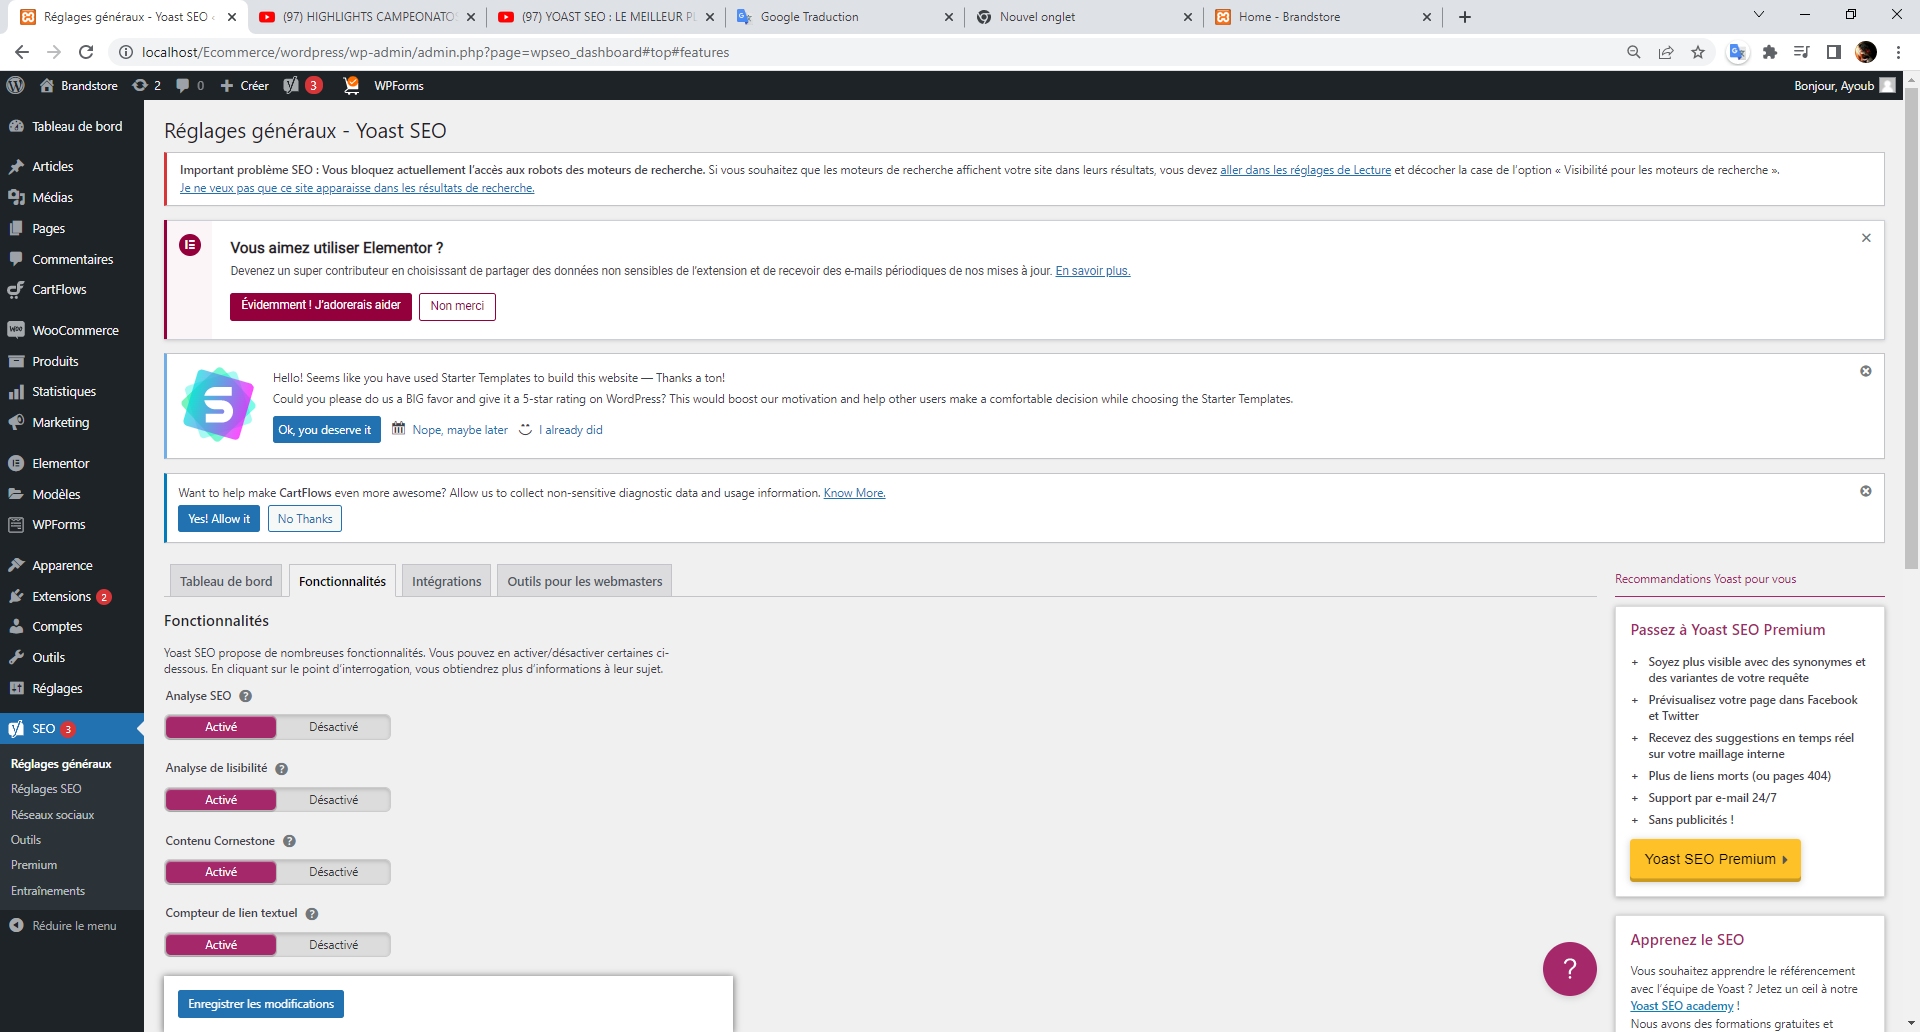 Réglages généraux - Yoast SEO
(97) HIGHLIGHTS CAMPEONATO
(97) YOAST SEO : LE MEILLEUR PL
Google Traduction
Nouvel onglet
Home - Brandstore
localhost/Ecommerce/wordpress/wp-admin/admin.php?page=wpseo_dashboard#top#features
Brandstore
2
0
Créer
3
WPForms
Bonjour, Ayoub
Tableau de bord
Articles
Médias
Pages
Commentaires
CartFlows
WooCommerce
Produits
Statistiques
Marketing
Elementor
Modèles
WPForms
Apparence
Extensions 2
Comptes
Outils
Réglages
SEO 3
Réglages généraux
Réglages SEO
Réseaux sociaux
Outils
Premium
Entraînements
Réduire le menu
Réglages généraux - Yoast SEO
Important problème SEO : Vous bloquez actuellement l’accès aux robots des moteurs de recherche. Si vous souhaitez que les moteurs de recherche affichent votre site dans leurs résultats, vous devez aller dans les réglages de Lecture et décocher la case de l’option « Visibilité pour les moteurs de recherche ».
Je ne veux pas que ce site apparaisse dans les résultats de recherche.
Vous aimez utiliser Elementor ?
Devenez un super contributeur en choisissant de partager des données non sensibles de l’extension et de recevoir des e-mails périodiques de nos mises à jour. En savoir plus.
Évidemment ! J’adorerais aider
Non merci
Hello! Seems like you have used Starter Templates to build this website — Thanks a ton!
Could you please do us a BIG favor and give it a 5-star rating on WordPress? This would boost our motivation and help other users make a comfortable decision while choosing the Starter Templates.
Ok, you deserve it
Nope, maybe later
I already did
Want to help make CartFlows even more awesome? Allow us to collect non-sensitive diagnostic data and usage information. Know More.
Yes! Allow it
No Thanks
Tableau de bord
Fonctionnalités
Intégrations
Outils pour les webmasters
Fonctionnalités
Yoast SEO propose de nombreuses fonctionnalités. Vous pouvez en activer/désactiver certaines ci-
dessous. En cliquant sur le point d’interrogation, vous obtiendrez plus d’informations à leur sujet.
Analyse SEO ?
Activé Désactivé
Analyse de lisibilité ?
Activé Désactivé
Contenu Cornestone ?
Activé Désactivé
Compteur de lien textuel ?
Activé Désactivé
Enregistrer les modifications
Recommandations Yoast pour vous
Passez à Yoast SEO Premium
+ Soyez plus visible avec des synonymes et
des variantes de votre requête
+ Prévisualisez votre page dans Facebook
et Twitter
+ Recevez des suggestions en temps réel
sur votre maillage interne
+ Plus de liens morts (ou pages 404)
+ Support par e-mail 24/7
+ Sans publicités !
Yoast SEO Premium
Apprenez le SEO
Vous souhaitez apprendre le référencement
avec l’équipe de Yoast ? Jetez un œil à notre
Yoast SEO academy !
Nous avons des formations gratuites et
?